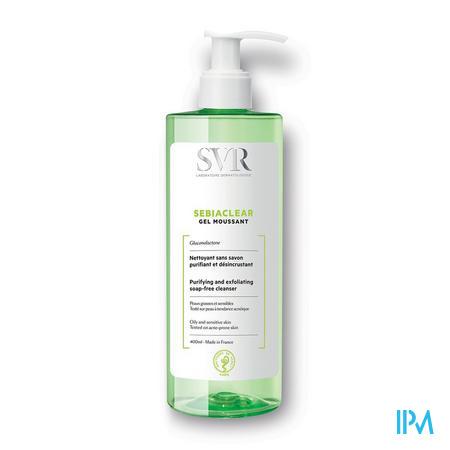 SVR
LABORATOIRE DERMATOLOGIQUE
SEBIACLEAR
GEL MOUSSANT
Gluconolactone
Nettoyant sans savon
purifiant et désincrustant
Purifying and exfoliating
soap-free cleanser
Peaux grasses et sensibles
Testé sur peau à tendance acnéique
Oily and sensitive skin
Tested on acne-prone skin
400ml - Made in France
IPM